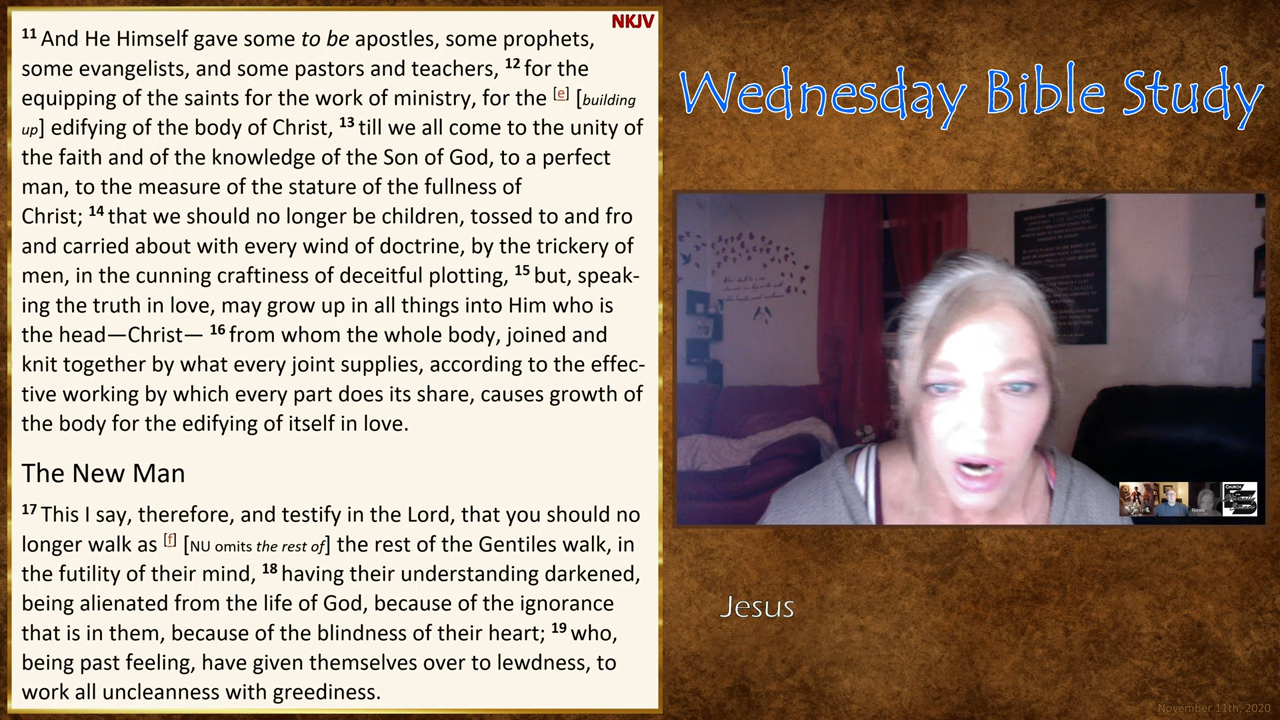 NKJV
11 And He Himself gave some to be apostles, some prophets,
some evangelists, and some pastors and teachers, 12 for the
equipping of the saints for the work of ministry, for the [e] [building
up] edifying of the body of Christ, 13 till we all come to the unity of
the faith and of the knowledge of the Son of God, to a perfect
man, to the measure of the stature of the fullness of
Christ; 14 that we should no longer be children, tossed to and fro
and carried about with every wind of doctrine, by the trickery of
men, in the cunning craftiness of deceitful plotting, 15 but, speak-
ing the truth in love, may grow up in all things into Him who is
the head—Christ— 16 from whom the whole body, joined and
knit together by what every joint supplies, according to the effec-
tive working by which every part does its share, causes growth of
the body for the edifying of itself in love.
The New Man
17 This I say, therefore, and testify in the Lord, that you should no
longer walk as [f] [NU omits the rest of] the rest of the Gentiles walk, in
the futility of their mind, 18 having their understanding darkened,
being alienated from the life of God, because of the ignorance
that is in them, because of the blindness of their heart; 19 who,
being past feeling, have given themselves over to lewdness, to
work all uncleanness with greediness.
Wednesday Bible Study
Jesus
November 11th, 2020